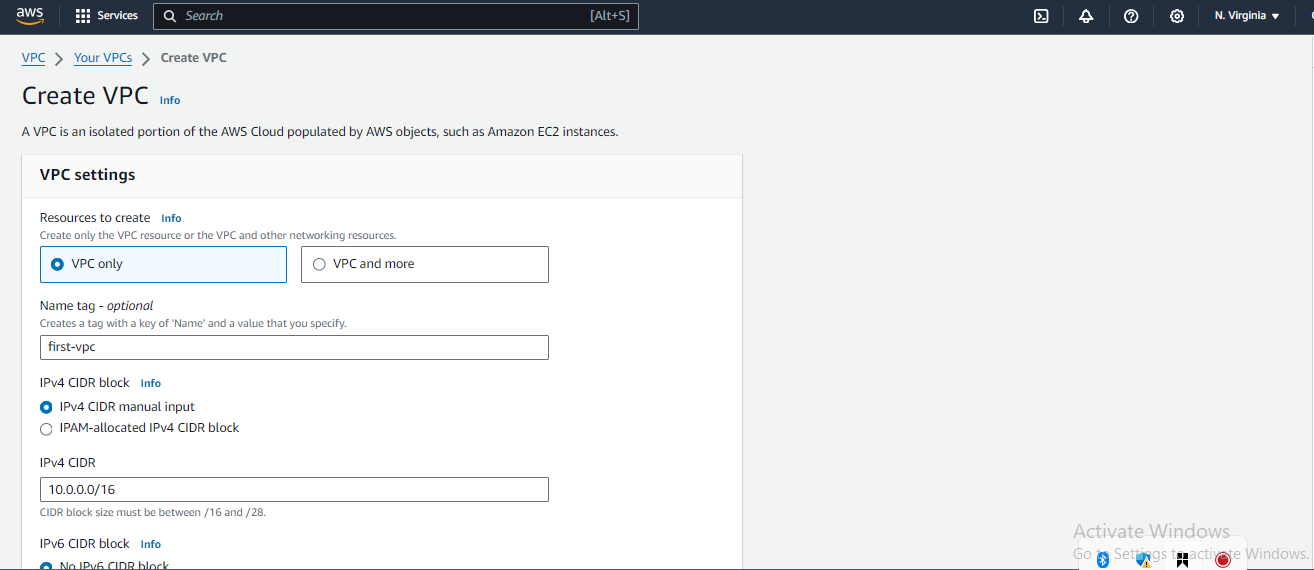 aws Services Search [Alt+S] N. Virginia
VPC Your VPCs Create VPC
Create VPC Info
A VPC is an isolated portion of the AWS Cloud populated by AWS objects, such as Amazon EC2 instances.
VPC settings
Resources to create Info
Create only the VPC resource or the VPC and other networking resources.
VPC only VPC and more
Name tag - optional
Creates a tag with a key of 'Name' and a value that you specify.
first-vpc
IPv4 CIDR block Info
IPv4 CIDR manual input
IPAM-allocated IPv4 CIDR block
IPv4 CIDR
10.0.0.0/16
CIDR block size must be between /16 and /28.
IPv6 CIDR block Info
No IPv6 CIDR block
Activate Windows
Go to Settings to activate Windows.